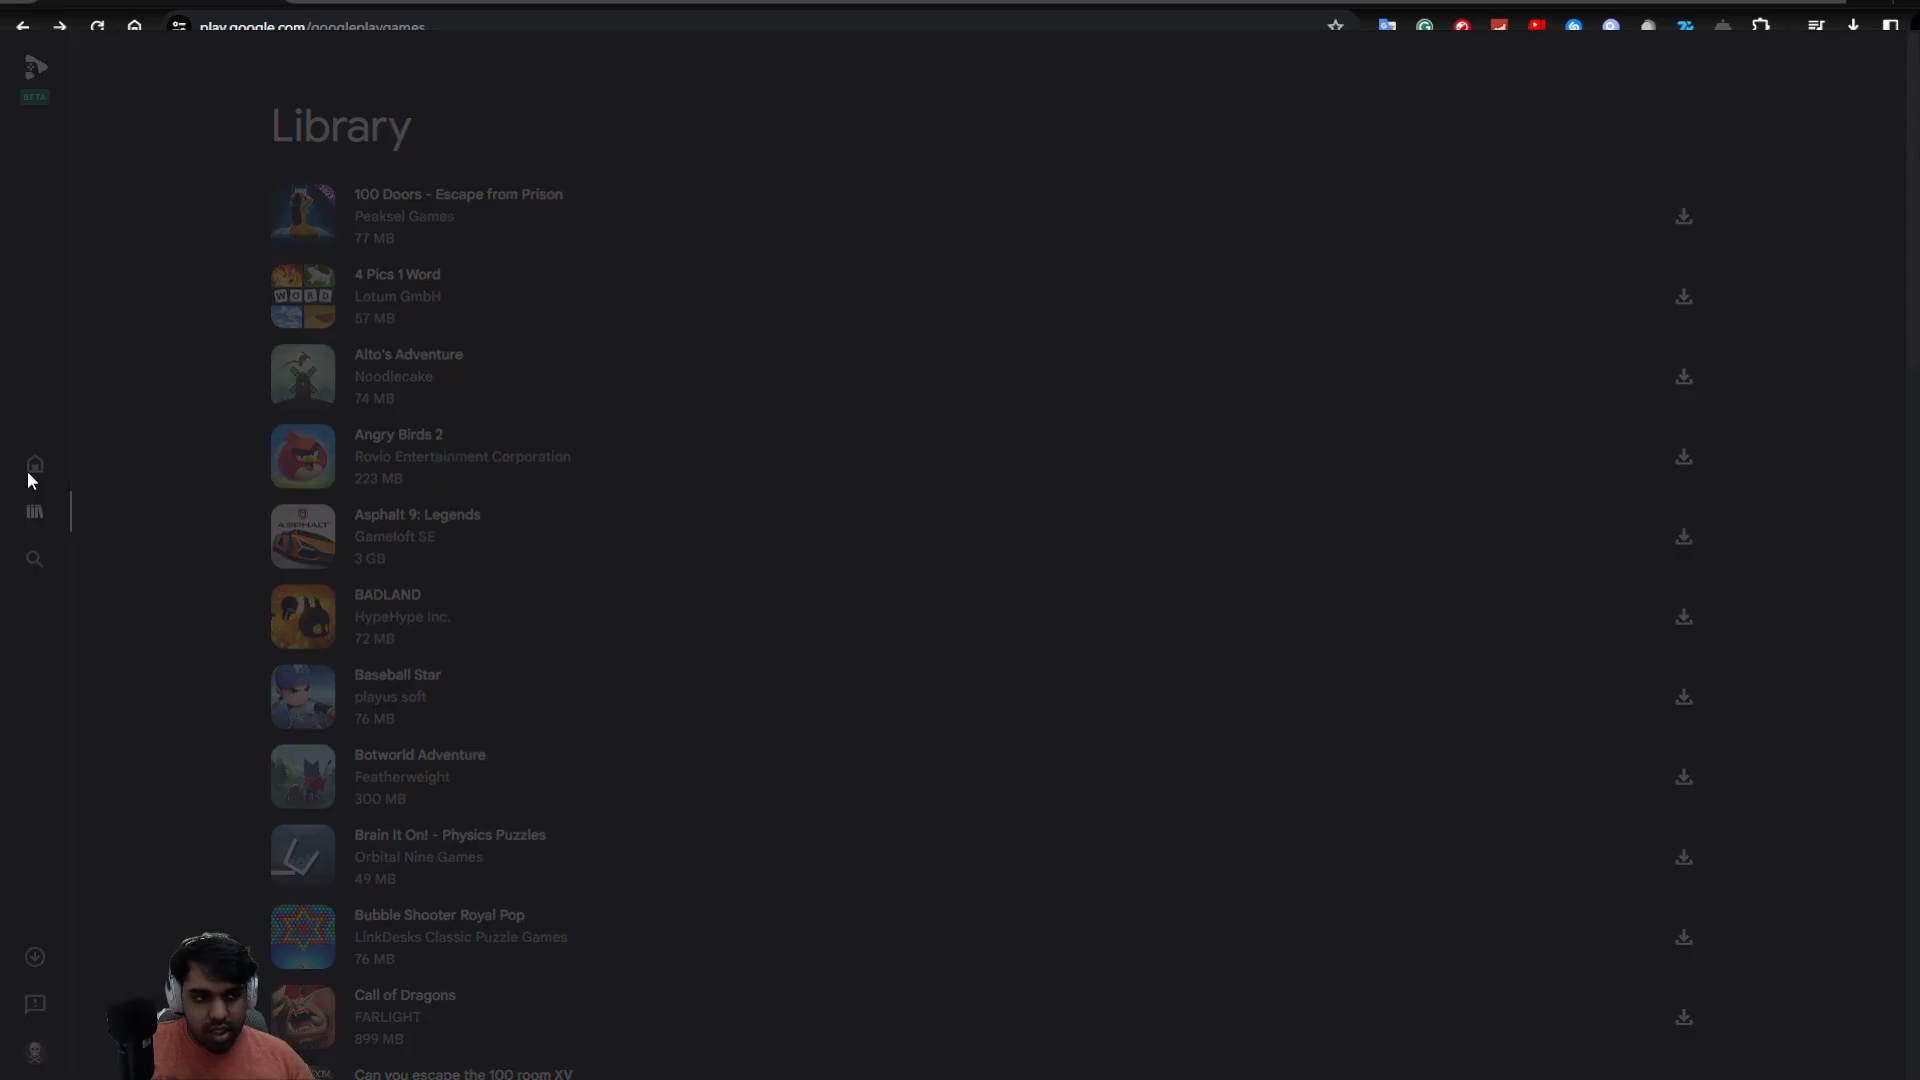 play.google.com/googleplaygames
BETA
Library
100 Doors - Escape from Prison
Peaksel Games
77 MB
4 Pics 1 Word
Lotum GmbH
57 MB
WORD
Alto's Adventure
Noodlecake
74 MB
Angry Birds 2
Rovio Entertainment Corporation
223 MB
Asphalt 9: Legends
Gameloft SE
3 GB
ASPHALT
BADLAND
HypeHype Inc.
72 MB
Baseball Star
playus soft
76 MB
Botworld Adventure
Featherweight
300 MB
Brain It On! - Physics Puzzles
Orbital Nine Games
49 MB
Bubble Shooter Royal Pop
LinkDesks Classic Puzzle Games
76 MB
Call of Dragons
FARLIGHT
899 MB
Can you escape the 100 room XV